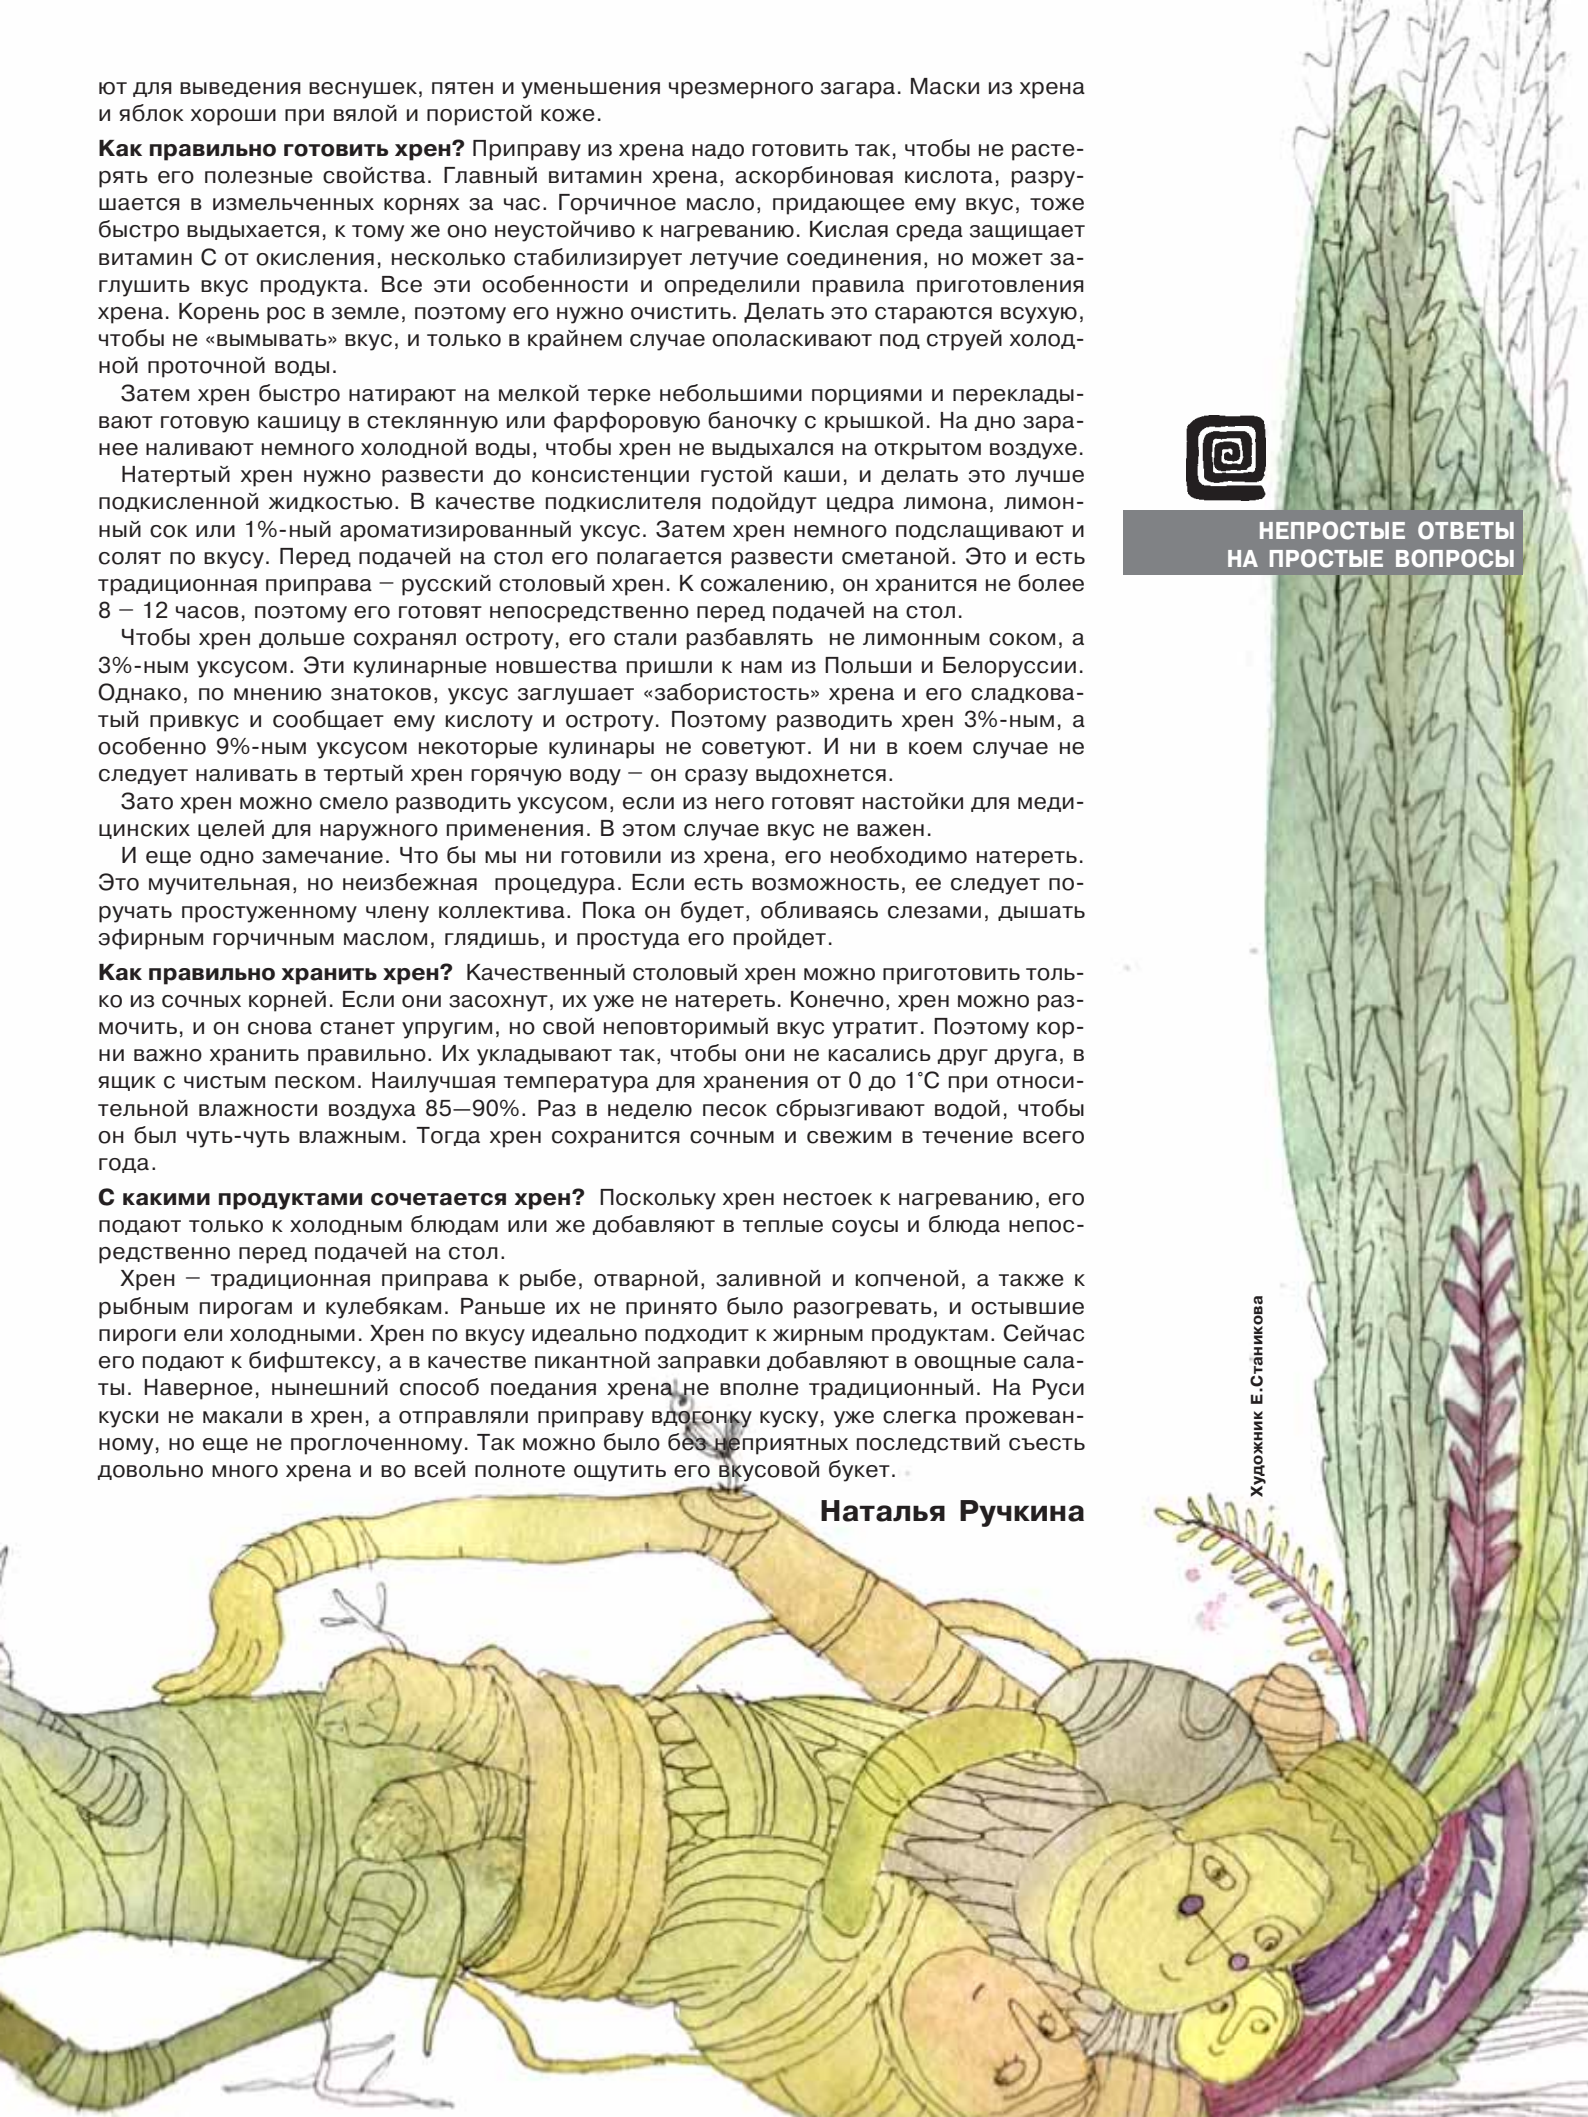 ют для выведения веснушек, пятен и уменьшения чрезмерного загара. Маски из хрена
и яблок хороши при вялой и пористой коже.
Как правильно готовить хрен? Приправу из хрена надо готовить так, чтобы не расте-
рять его полезные свойства. Главный витамин хрена, аскорбиновая кислота, разру-
шается в измельченных корнях за час. Горчичное масло, придающее ему вкус, тоже
быстро выдыхается, к тому же оно неустойчиво к нагреванию. Кислая среда защищает
витамин С от окисления, несколько стабилизирует летучие соединения, но может за-
глушить вкус продукта. Все эти особенности и определили правила приготовления
хрена. Корень рос в земле, поэтому его нужно очистить. Делать это стараются всухую,
чтобы не «вымывать» вкус, и только в крайнем случае ополаскивают под струей холод-
ной проточной воды.
Затем хрен быстро натирают на мелкой терке небольшими порциями и переклады-
вают готовую кашицу в стеклянную или фарфоровую баночку с крышкой. На дно зара-
нее наливают немного холодной воды, чтобы хрен не выдыхался на открытом воздухе.
Натертый хрен нужно развести до консистенции густой каши, и делать это лучше
подкисленной жидкостью. В качестве подкислителя подойдут цедра лимона, лимон-
ный сок или 1%-ный ароматизированный уксус. Затем хрен немного подслащивают и
солят по вкусу. Перед подачей на стол его полагается развести сметаной. Это и есть
традиционная приправа — русский столовый хрен. К сожалению, он хранится не более
8 — 12 часов, поэтому его готовят непосредственно перед подачей на стол.
Чтобы хрен дольше сохранял остроту, его стали разбавлять не лимонным соком, а
3%-ным уксусом. Эти кулинарные новшества пришли к нам из Польши и Белоруссии.
Однако, по мнению знатоков, уксус заглушает «забористость» хрена и его сладкова-
тый привкус и сообщает ему кислоту и остроту. Поэтому разводить хрен 3%-ным, а
особенно 9%-ным уксусом некоторые кулинары не советуют. И ни в коем случае не
следует наливать в тертый хрен горячую воду — он сразу выдохнется.
Зато хрен можно смело разводить уксусом, если из него готовят настойки для меди-
цинских целей для наружного применения. В этом случае вкус не важен.
И еще одно замечание. Что бы мы ни готовили из хрена, его необходимо натереть.
Это мучительная, но неизбежная процедура. Если есть возможность, ее следует по-
ручать простуженному члену коллектива. Пока он будет, обливаясь слезами, дышать
эфирным горчичным маслом, глядишь, и простуда его пройдет.
Как правильно хранить хрен? Качественный столовый хрен можно приготовить толь-
ко из сочных корней. Если они засохнут, их уже не натереть. Конечно, хрен можно раз-
мочить, и он снова станет упругим, но свой неповторимый вкус утратит. Поэтому кор-
ни важно хранить правильно. Их укладывают так, чтобы они не касались друг друга, в
ящик с чистым песком. Наилучшая температура для хранения от 0 до 1°С при относи-
тельной влажности воздуха 85—90%. Раз в неделю песок сбрызгивают водой, чтобы
он был чуть-чуть влажным. Тогда хрен сохранится сочным и свежим в течение всего
года.
С какими продуктами сочетается хрен? Поскольку хрен нестоек к нагреванию, его
подают только к холодным блюдам или же добавляют в теплые соусы и блюда непос-
редственно перед подачей на стол.
Хрен — традиционная приправа к рыбе, отварной, заливной и копченой, а также к
рыбным пирогам и кулебякам. Раньше их не принято было разогревать, и остывшие
пироги ели холодными. Хрен по вкусу идеально подходит к жирным продуктам. Сейчас
его подают к бифштексу, а в качестве пикантной заправки добавляют в овощные сала-
ты. Наверное, нынешний способ поедания хрена не вполне традиционный. На Руси
куски не макали в хрен, а отправляли приправу вдогонку куску, уже слегка прожеван-
ному, но еще не проглоченному. Так можно было без неприятных последствий съесть
довольно много хрена и во всей полноте ощутить его вкусовой букет.
Наталья Ручкина
НЕПРОСТЫЕ ОТВЕТЫ
НА ПРОСТЫЕ ВОПРОСЫ
Художник Е.Станикова